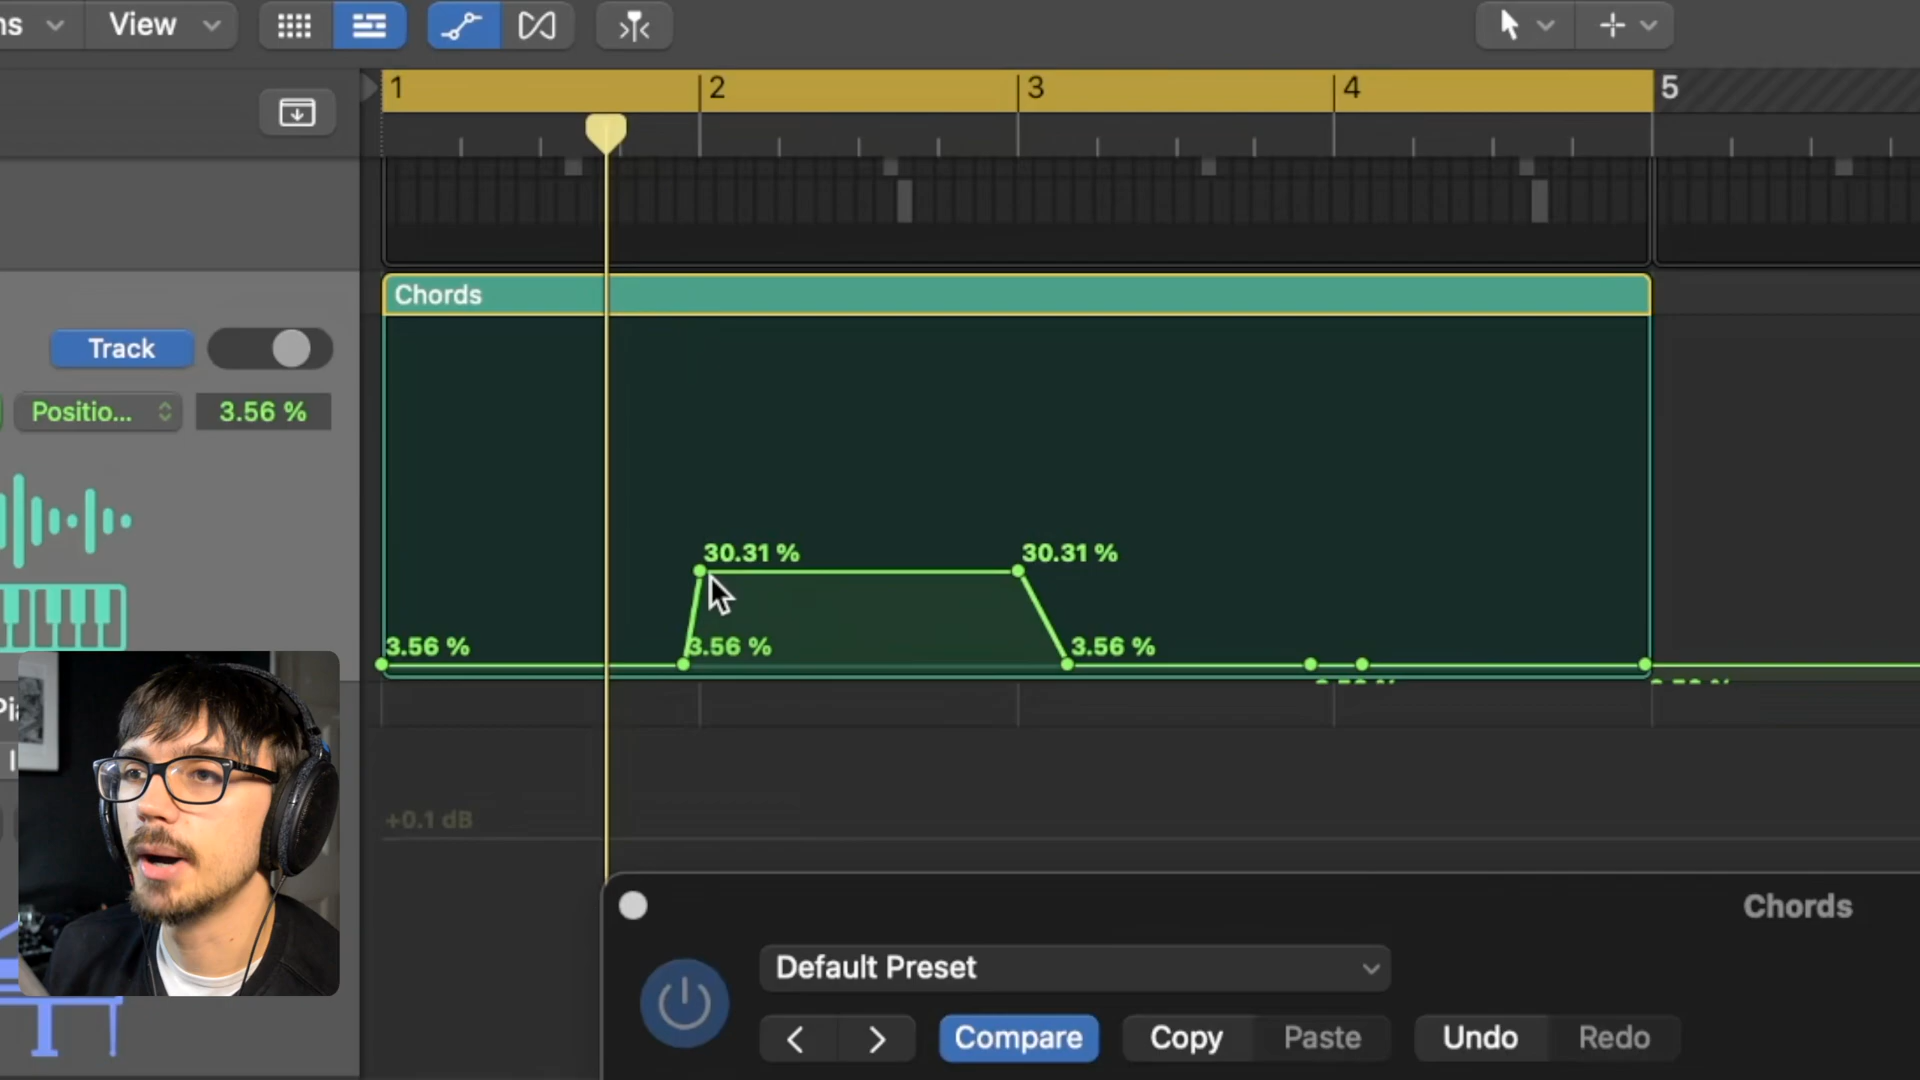 View
1 2 3 4 5
Chords
Track
Positio... 3.56 %
30.31 % 30.31 %
3.56 % 3.56 % 3.56 %
+0.1 dB
Chords
Default Preset
Compare Copy Paste Undo Redo